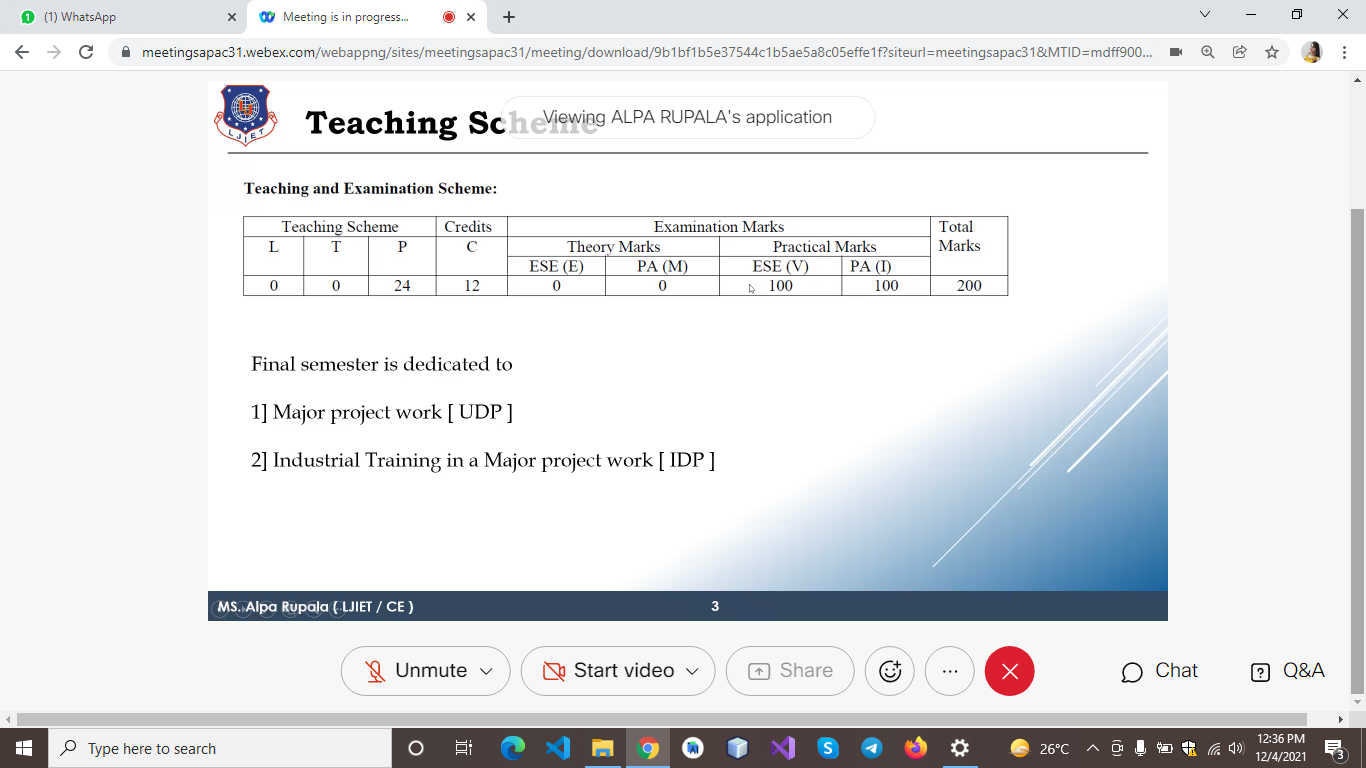 1 (1) WhatsApp
Meeting is in progress...
meetingsapac31.webex.com/webappng/sites/meetingsapac31/meeting/download/9b1bf1b5e37544c1b5ae5a8c05effe1f?siteurl=meetingsapac31&MTID=mdff900...
LJIET
Teaching Scheme
Viewing ALPA RUPALA's application
Teaching and Examination Scheme:
Teaching Scheme Credits Examination Marks Total Marks
L T P C Theory Marks Practical Marks
ESE (E) PA (M) ESE (V) PA (I)
0 0 24 12 0 0 100 100 200
Final semester is dedicated to
1] Major project work [ UDP ]
2] Industrial Training in a Major project work [ IDP ]
MS. Alpa Rupala ( LJIET / CE ) 3
Unmute Start video Share Chat Q&A
Type here to search
26°C
12:36 PM
12/4/2021
3